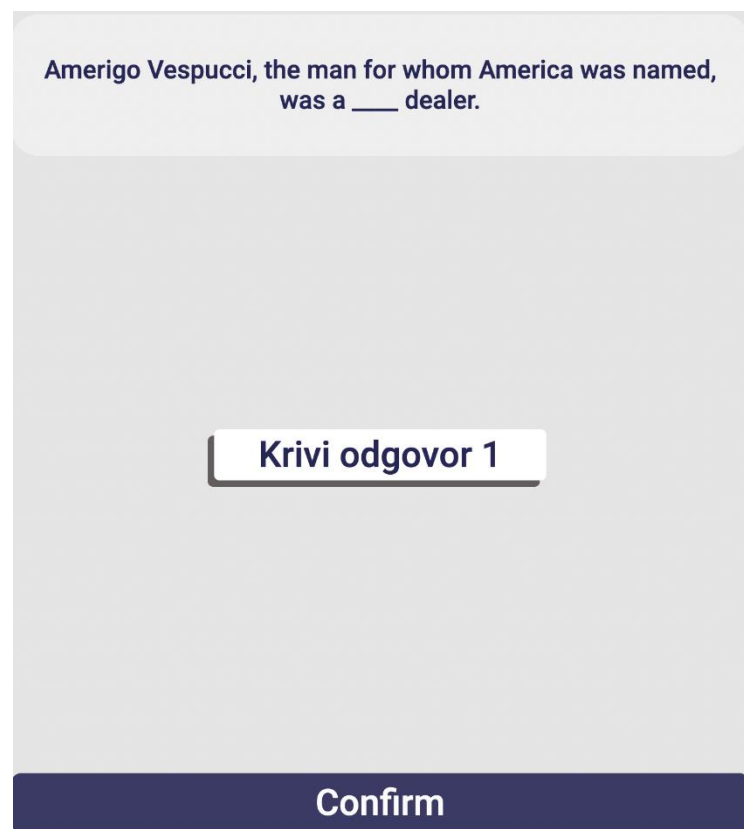 Amerigo Vespucci, the man for whom America was named,
was a ____ dealer.
Krivi odgovor 1
Confirm